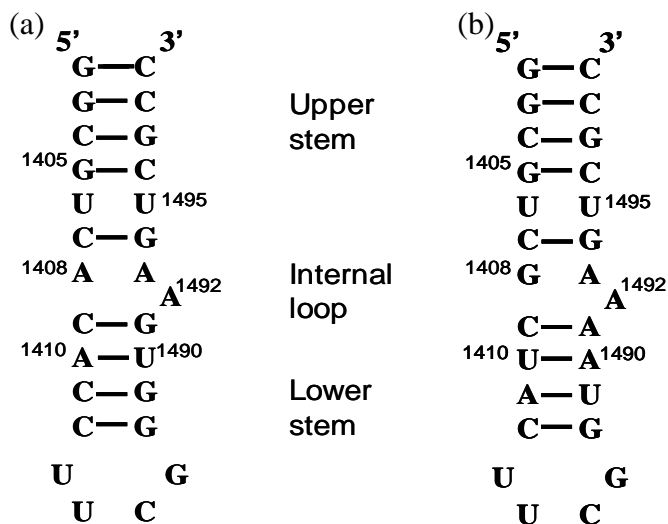 (a)
5’ 3’
G–C
G–C
C–G
1405 G–C
U U 1495
C–G
1408 A A
A 1492
C–G
1410 A–U 1490
C–G
C–G
U G
U C
Upper
stem
Internal
loop
Lower
stem
(b)
5’ 3’
G–C
G–C
C–G
1405 G–C
U U 1495
C–G
1408 G A
A 1492
C–A
1410 U–A 1490
A–U
C–G
U G
U C